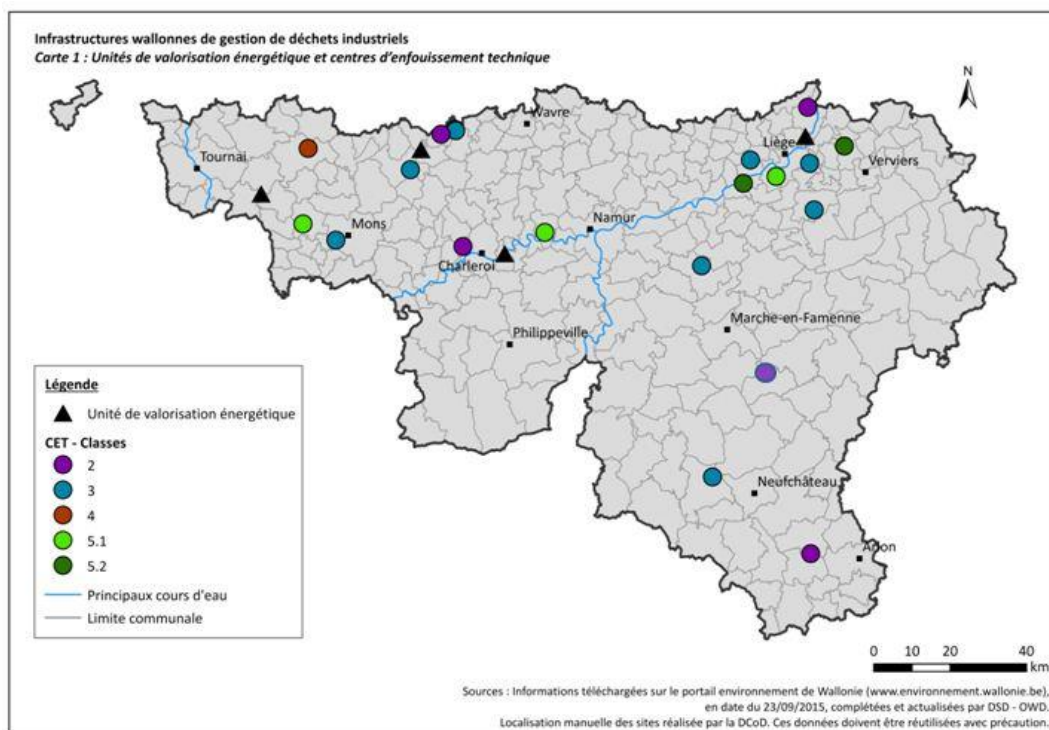 Infrastructures wallonnes de gestion de déchets industriels
Carte 1 : Unités de valorisation énergétique et centres d'enfouissement technique
N
Wavre
Liège
Tournai
Verviers
Namur
Mons
Charleroi
Marche-en-Famenne
Philippeville
Neufchâteau
Arlon
Légende
Unité de valorisation énergétique
CET - Classes
2
3
4
5.1
5.2
Principaux cours d'eau
Limite communale
0 10 20 40
km
Sources : Informations téléchargées sur le portail environnement de Wallonie (www.environnement.wallonie.be),
en date du 23/09/2015, complétées et actualisées par DSD - OWD.
Localisation manuelle des sites réalisée par la DCoD. Ces données doivent être réutilisées avec précaution.